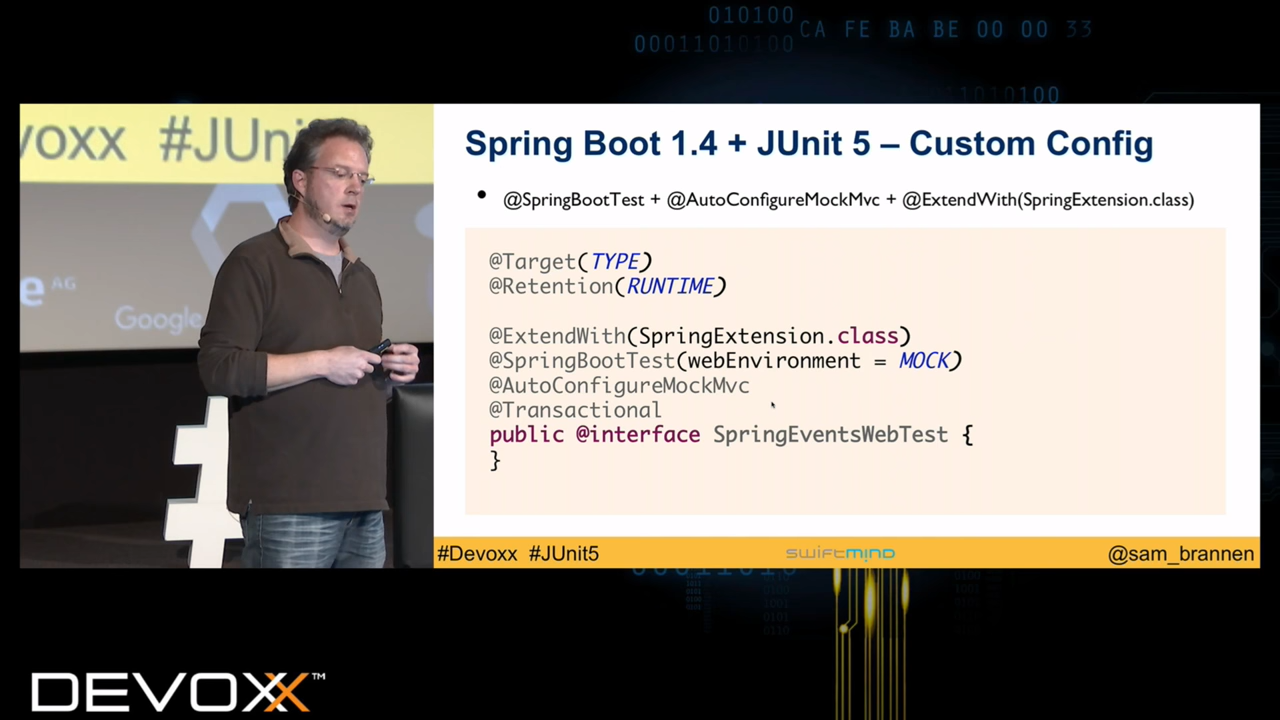 010100
00011010100
CA FE BA BE 00 00 33
1010100
voxx #JUni
e AG
Google
#
Spring Boot 1.4 + JUnit 5 – Custom Config
• @SpringBootTest + @AutoConfigureMockMvc + @ExtendWith(SpringExtension.class)
@Target(TYPE)
@Retention(RUNTIME)
@ExtendWith(SpringExtension.class)
@SpringBootTest(webEnvironment = MOCK)
@AutoConfigureMockMvc
@Transactional
public @interface SpringEventsWebTest {
}
#Devoxx #JUnit5
swiftmind
@sam_brannen
DEVOXX™